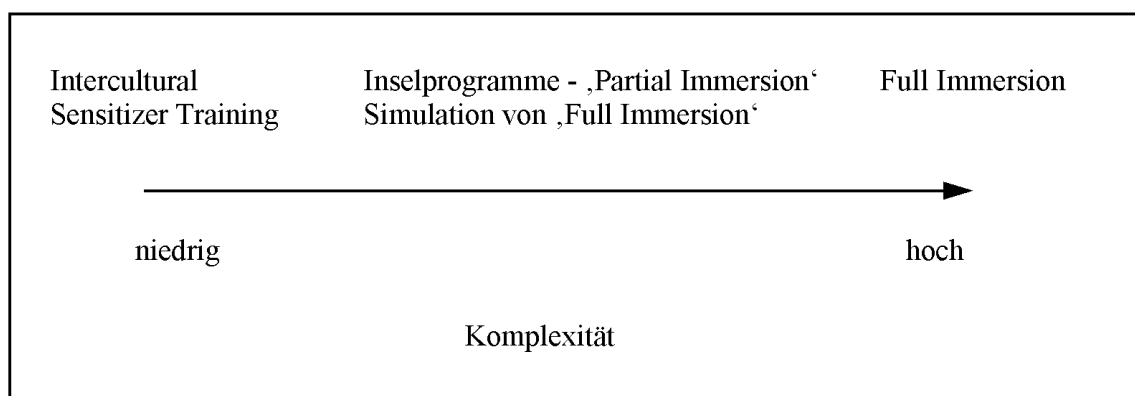 Intercultural
Sensitizer Training
Inselprogramme - ‚Partial Immersion‘
Simulation von ‚Full Immersion‘
Full Immersion
niedrig
hoch
Komplexität